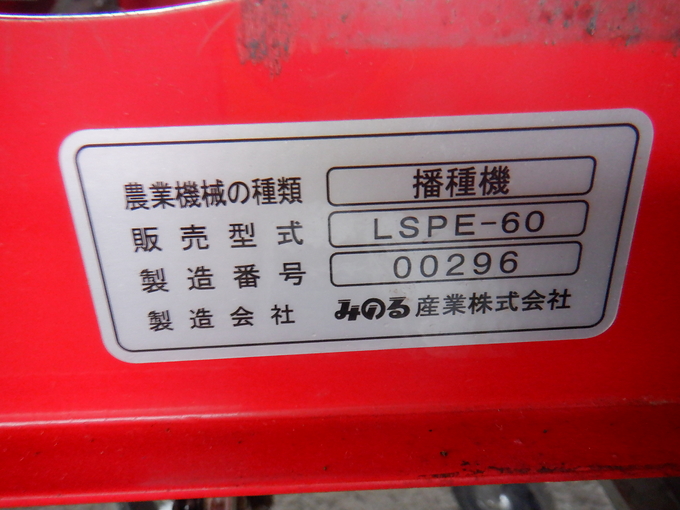 農業機械の種類 播種機
販売型式 LSPE-60
製造番号 00296
製造会社 みのる産業株式会社